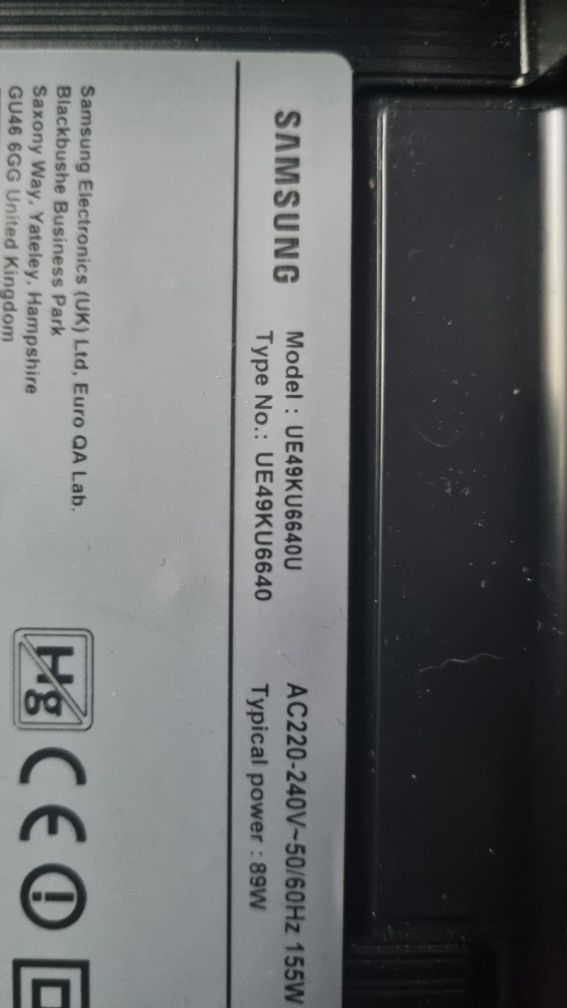 SAMSUNG
Model : UE49KU6640U
Type No.: UE49KU6640
AC220-240V~50/60Hz 155W
Typical power : 89W
Samsung Electronics (UK) Ltd, Euro QA Lab.
Blackbushe Business Park
Saxony Way, Yateley, Hampshire
GU46 6GG United Kingdom
Hg
CE